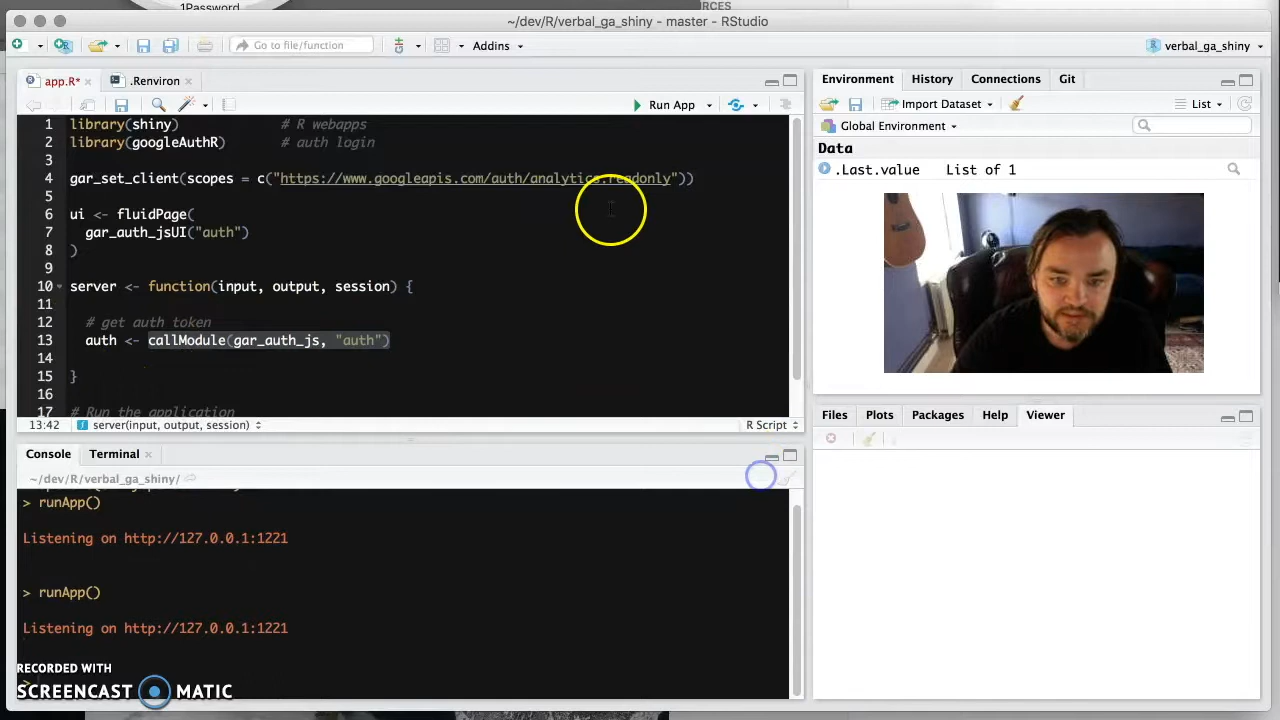 1Password
RCES
~/dev/R/verbal_ga_shiny - master - RStudio
Go to file/function
Addins
verbal_ga_shiny
app.R*
.Renviron
Run App
1 library(shiny) # R webapps
2 library(googleAuthR) # auth login
3
4 gar_set_client(scopes = c("https://www.googleapis.com/auth/analytics.readonly"))
5
6 ui <- fluidPage(
7 gar_auth_jsUI("auth")
8 )
9
10 server <- function(input, output, session) {
11
12 # get auth token
13 auth <- callModule(gar_auth_js, "auth")
14
15 }
16
17 # Run the application
13:42 server(input, output, session) R Script
Console Terminal
~/dev/R/verbal_ga_shiny/
> runApp()
Listening on http://127.0.0.1:1221
> runApp()
Listening on http://127.0.0.1:1221
>
RECORDED WITH
SCREENCAST MATIC
Environment History Connections Git
Import Dataset List
Global Environment
Data
.Last.value List of 1
Files Plots Packages Help Viewer